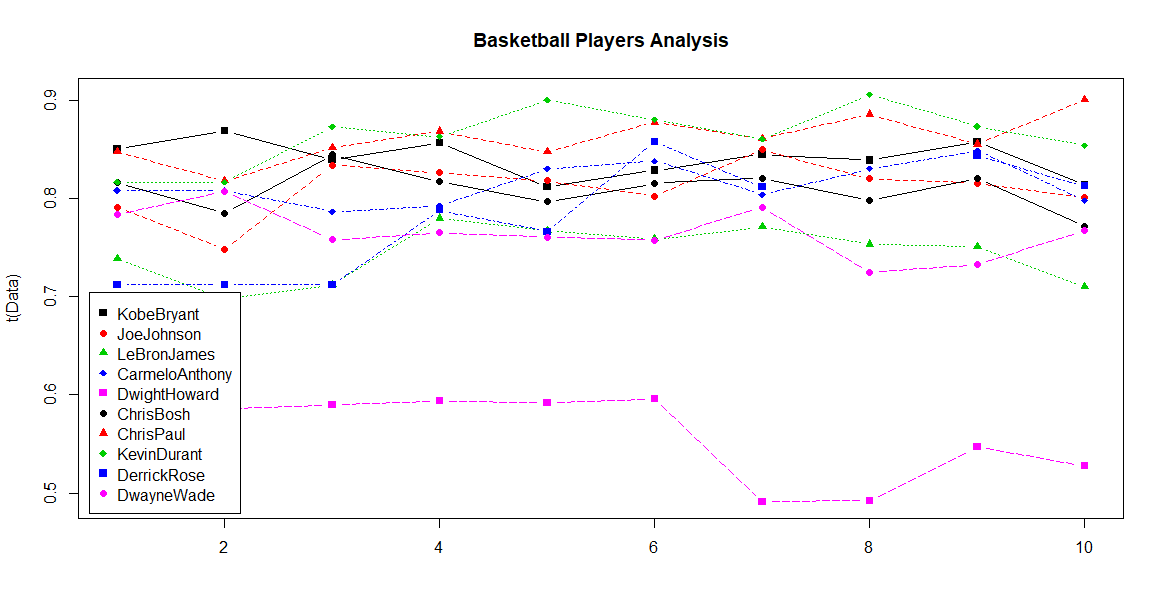 Basketball Players Analysis
t(Data)
0.9
0.8
0.7
0.6
0.5
KobeBryant
JoeJohnson
LeBronJames
CarmeloAnthony
DwightHoward
ChrisBosh
ChrisPaul
KevinDurant
DerrickRose
DwayneWade
2 4 6 8 10